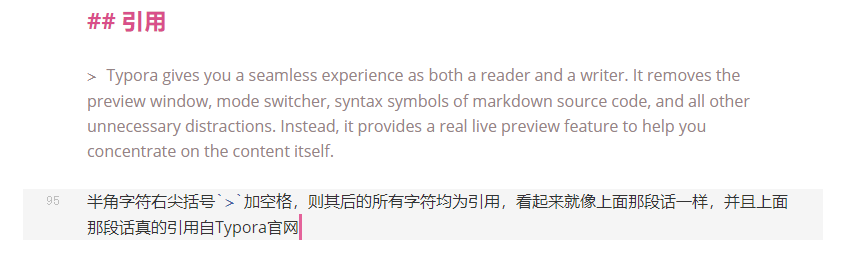 ## 引用
> Typora gives you a seamless experience as both a reader and a writer. It removes the
preview window, mode switcher, syntax symbols of markdown source code, and all other
unnecessary distractions. Instead, it provides a real live preview feature to help you
concentrate on the content itself.
95 半角字符右尖括号`>`加空格，则其后的所有字符均为引用，看起来就像上面那段话一样，并且上面
那段话真的引用自Typora官网